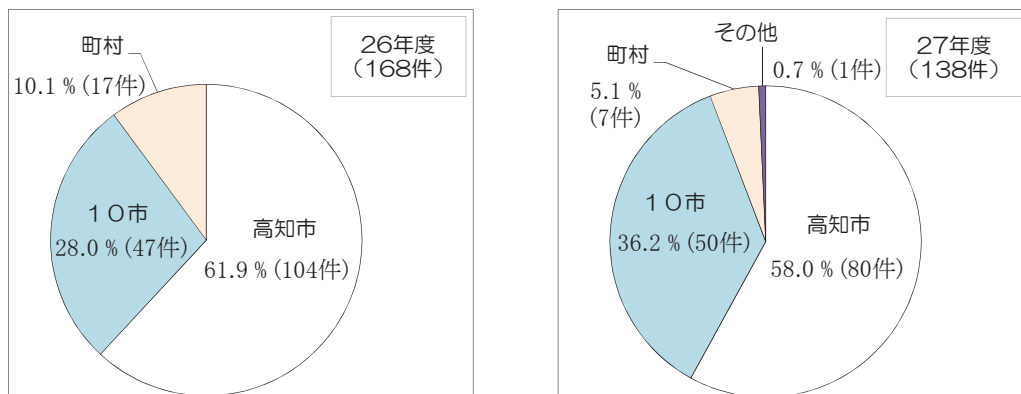 26年度
（168件）
町村
10.1 % (17件)
１０市
28.0 % (47件)
高知市
61.9 % (104件)
27年度
（138件）
その他
0.7 % (1件)
町村
5.1 %
(7件)
１０市
36.2 % (50件)
高知市
58.0 % (80件)